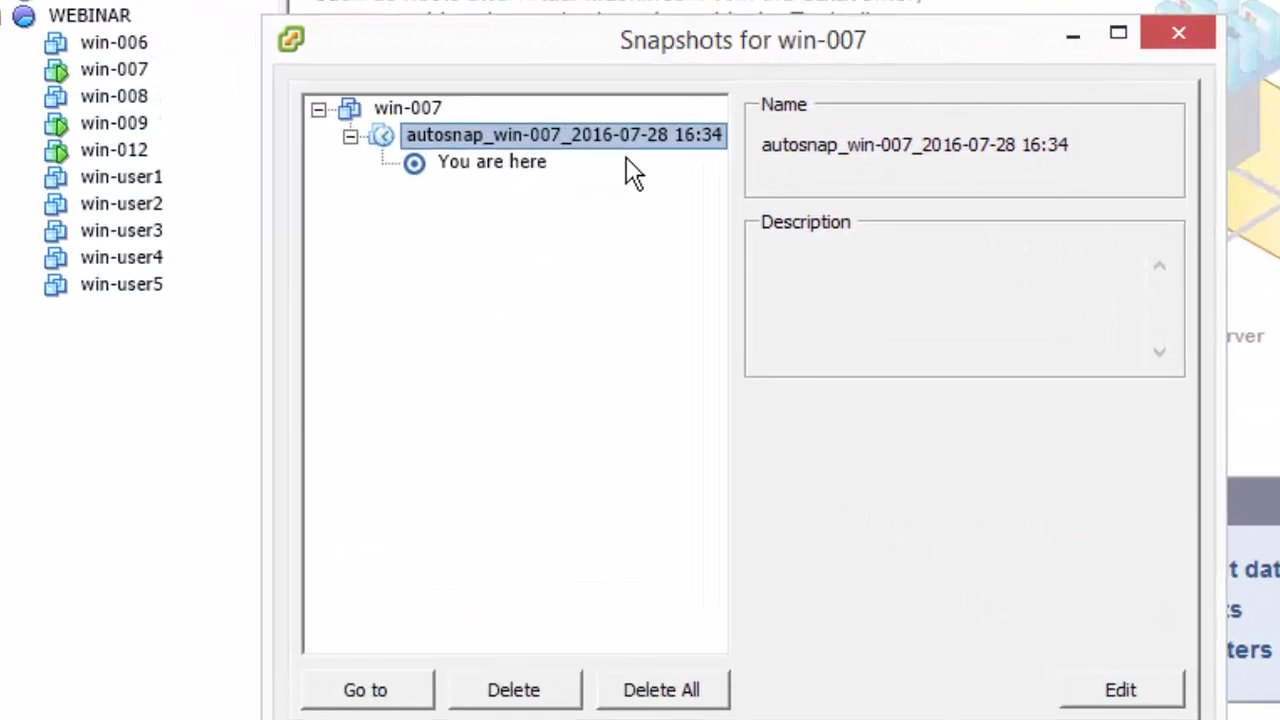 WEBINAR
win-006
win-007
win-008
win-009
win-012
win-user1
win-user2
win-user3
win-user4
win-user5
Snapshots for win-007
win-007
autosnap_win-007_2016-07-28 16:34
You are here
Name
autosnap_win-007_2016-07-28 16:34
Description
Go to
Delete
Delete All
Edit
rver
t dat
ts
ters